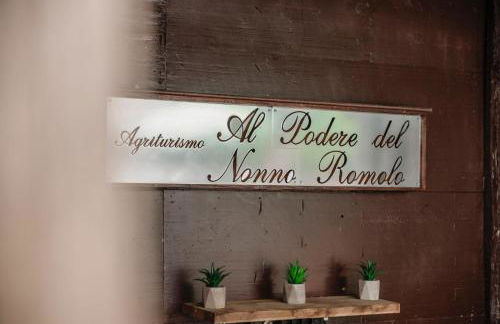 Agriturismo Al Podere del
Nonno Romolo